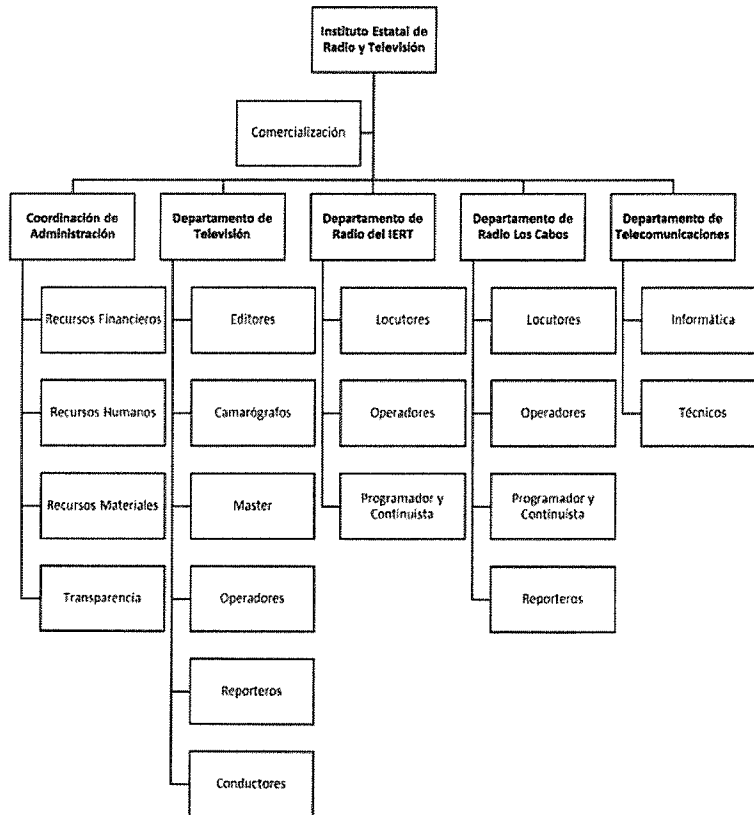 Instituto Estatal de
Radio y Televisión
Comercialización
Coordinación de
Administración
Departamento de
Televisión
Departamento de
Radio del IERT
Departamento de
Radio Los Cabos
Departamento de
Telecomunicaciones
Recursos Financieros
Recursos Humanos
Recursos Materiales
Transparencia
Editores
Camarógrafos
Master
Operadores
Reporteros
Conductores
Locutores
Operadores
Programador y
Continuista
Locutores
Operadores
Programador y
Continuista
Reporteros
Informática
Técnicos